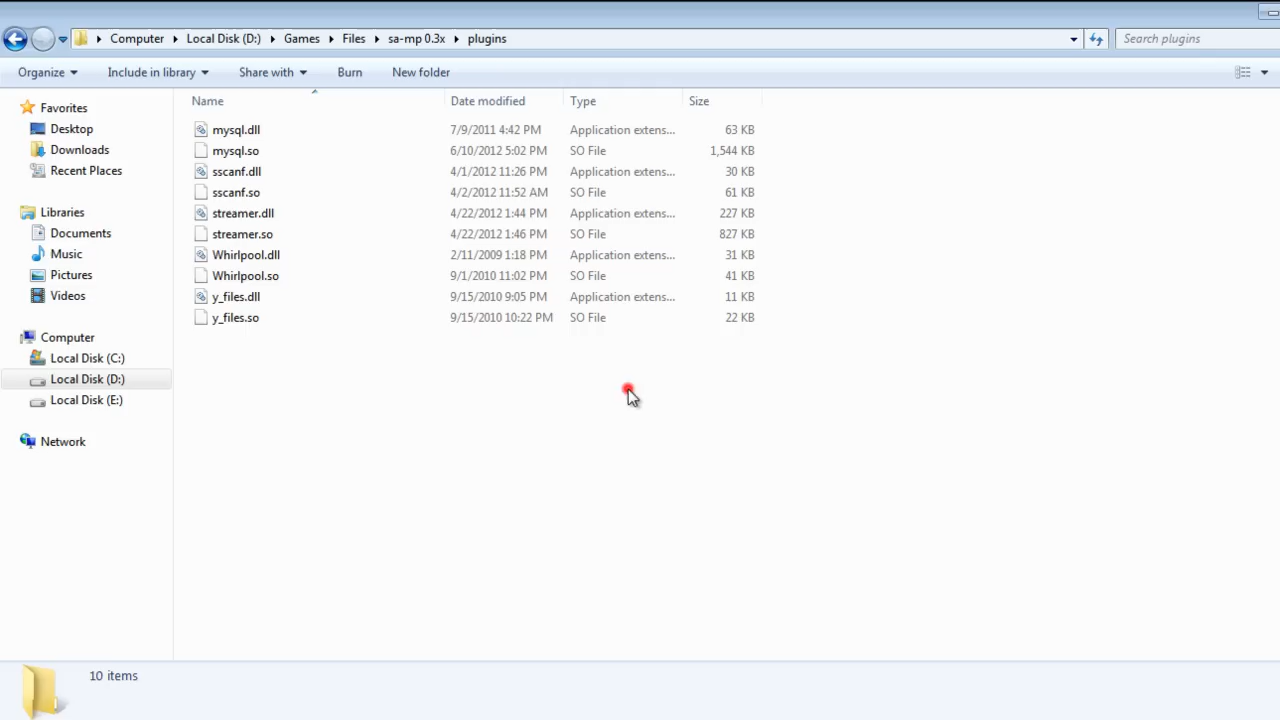 Computer Local Disk (D:) Games Files sa-mp 0.3x plugins Search plugins
Organize Include in library Share with Burn New folder
Name Date modified Type Size
Favorites
Desktop
Downloads
Recent Places
Libraries
Documents
Music
Pictures
Videos
Computer
Local Disk (C:)
Local Disk (D:)
Local Disk (E:)
Network
mysql.dll 7/9/2011 4:42 PM Application extens... 63 KB
mysql.so 6/10/2012 5:02 PM SO File 1,544 KB
sscanf.dll 4/1/2012 11:26 PM Application extens... 30 KB
sscanf.so 4/2/2012 11:52 AM SO File 61 KB
streamer.dll 4/22/2012 1:44 PM Application extens... 227 KB
streamer.so 4/22/2012 1:46 PM SO File 827 KB
Whirlpool.dll 2/11/2009 1:18 PM Application extens... 31 KB
Whirlpool.so 9/1/2010 11:02 PM SO File 41 KB
y_files.dll 9/15/2010 9:05 PM Application extens... 11 KB
y_files.so 9/15/2010 10:22 PM SO File 22 KB
10 items